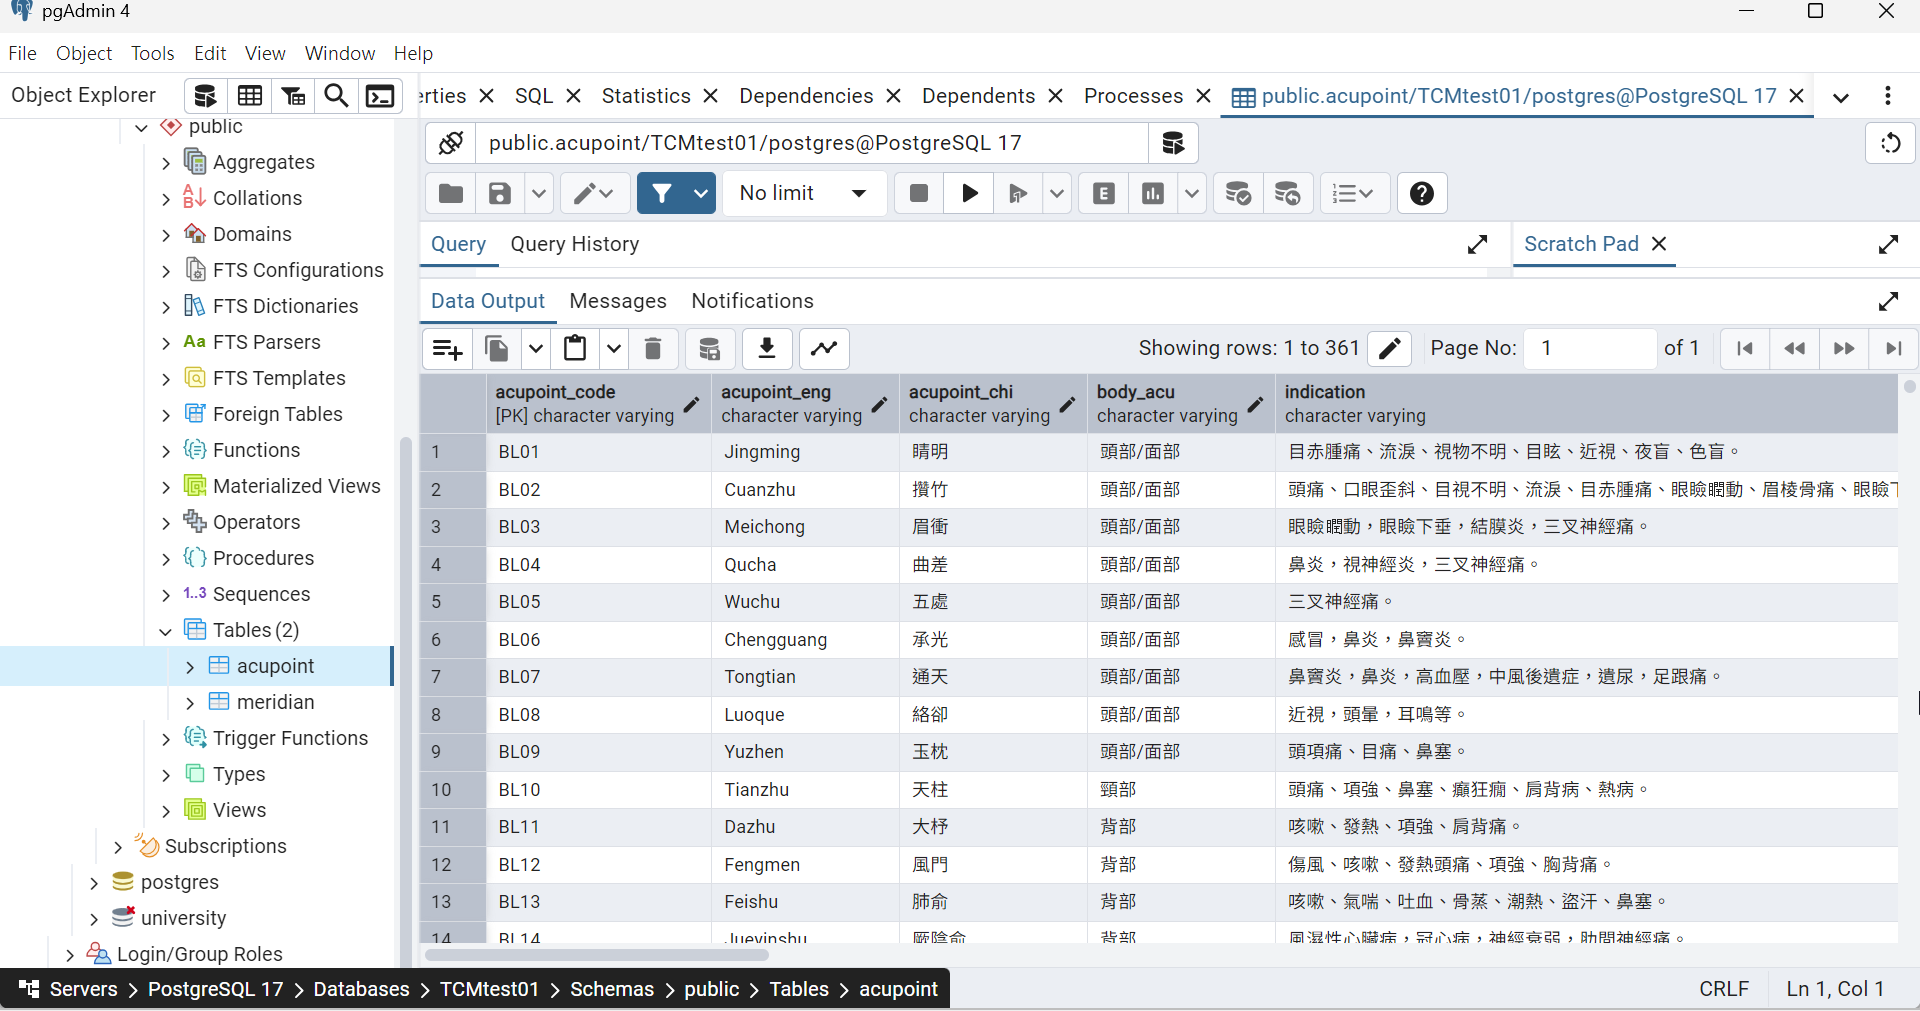 pgAdmin 4
File Object Tools Edit View Window Help
Object Explorer
erties SQL Statistics Dependencies Dependents Processes public.acupoint/TCMtest01/postgres@PostgreSQL 17
public
Aggregates
Collations
Domains
FTS Configurations
FTS Dictionaries
Aa FTS Parsers
FTS Templates
Foreign Tables
Functions
Materialized Views
Operators
Procedures
1..3 Sequences
Tables (2)
acupoint
meridian
Trigger Functions
Types
Views
Subscriptions
postgres
university
Login/Group Roles
public.acupoint/TCMtest01/postgres@PostgreSQL 17
No limit E
Query Query History Scratch Pad
Data Output Messages Notifications
Showing rows: 1 to 361 Page No: 1 of 1
acupoint_code acupoint_eng acupoint_chi body_acu indication
[PK] character varying character varying character varying character varying character varying
1 BL01 Jingming 睛明 頭部/面部 目赤腫痛、流淚、視物不明、目眩、近視、夜盲、色盲。
2 BL02 Cuanzhu 攢竹 頭部/面部 頭痛、口眼歪斜、目視不明、流淚、目赤腫痛、眼瞼瞤動、眉棱骨痛、眼瞼下
3 BL03 Meichong 眉衝 頭部/面部 眼瞼瞤動，眼瞼下垂，結膜炎，三叉神經痛。
4 BL04 Qucha 曲差 頭部/面部 鼻炎，視神經炎，三叉神經痛。
5 BL05 Wuchu 五處 頭部/面部 三叉神經痛。
6 BL06 Chengguang 承光 頭部/面部 感冒，鼻炎，鼻竇炎。
7 BL07 Tongtian 通天 頭部/面部 鼻竇炎，鼻炎，高血壓，中風後遺症，遺尿，足跟痛。
8 BL08 Luoque 絡卻 頭部/面部 近視，頭暈，耳鳴等。
9 BL09 Yuzhen 玉枕 頭部/面部 頭項痛、目痛、鼻塞。
10 BL10 Tianzhu 天柱 頸部 頭痛、項強、鼻塞、癲狂癇、肩背病、熱病。
11 BL11 Dazhu 大杼 背部 咳嗽、發熱、項強、肩背痛。
12 BL12 Fengmen 風門 背部 傷風、咳嗽、發熱頭痛、項強、胸背痛。
13 BL13 Feishu 肺俞 背部 咳嗽、氣喘、吐血、骨蒸、潮熱、盜汗、鼻塞。
14 BL14 Jueyinshu 厥陰俞 背部 風濕性心臟病，冠心病，神經衰弱，肋間神經痛。
Servers PostgreSQL 17 Databases TCMtest01 Schemas public Tables acupoint
CRLF Ln 1, Col 1